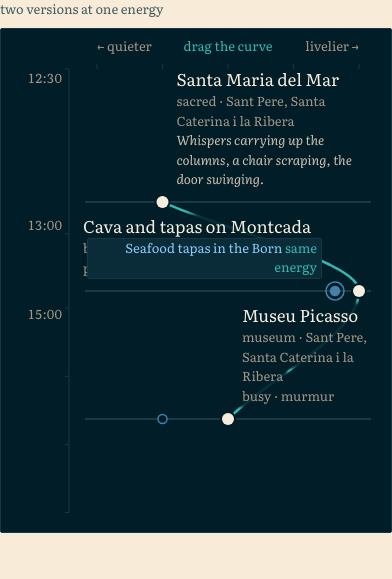 two versions at one energy
← quieter drag the curve livelier →
12:30
Santa Maria del Mar
sacred · Sant Pere, Santa
Caterina i la Ribera
Whispers carrying up the
columns, a chair scraping, the
door swinging.
13:00
Cava and tapas on Montcada
Seafood tapas in the Born same
energy
15:00
Museu Picasso
museum · Sant Pere,
Santa Caterina i la
Ribera
busy · murmur